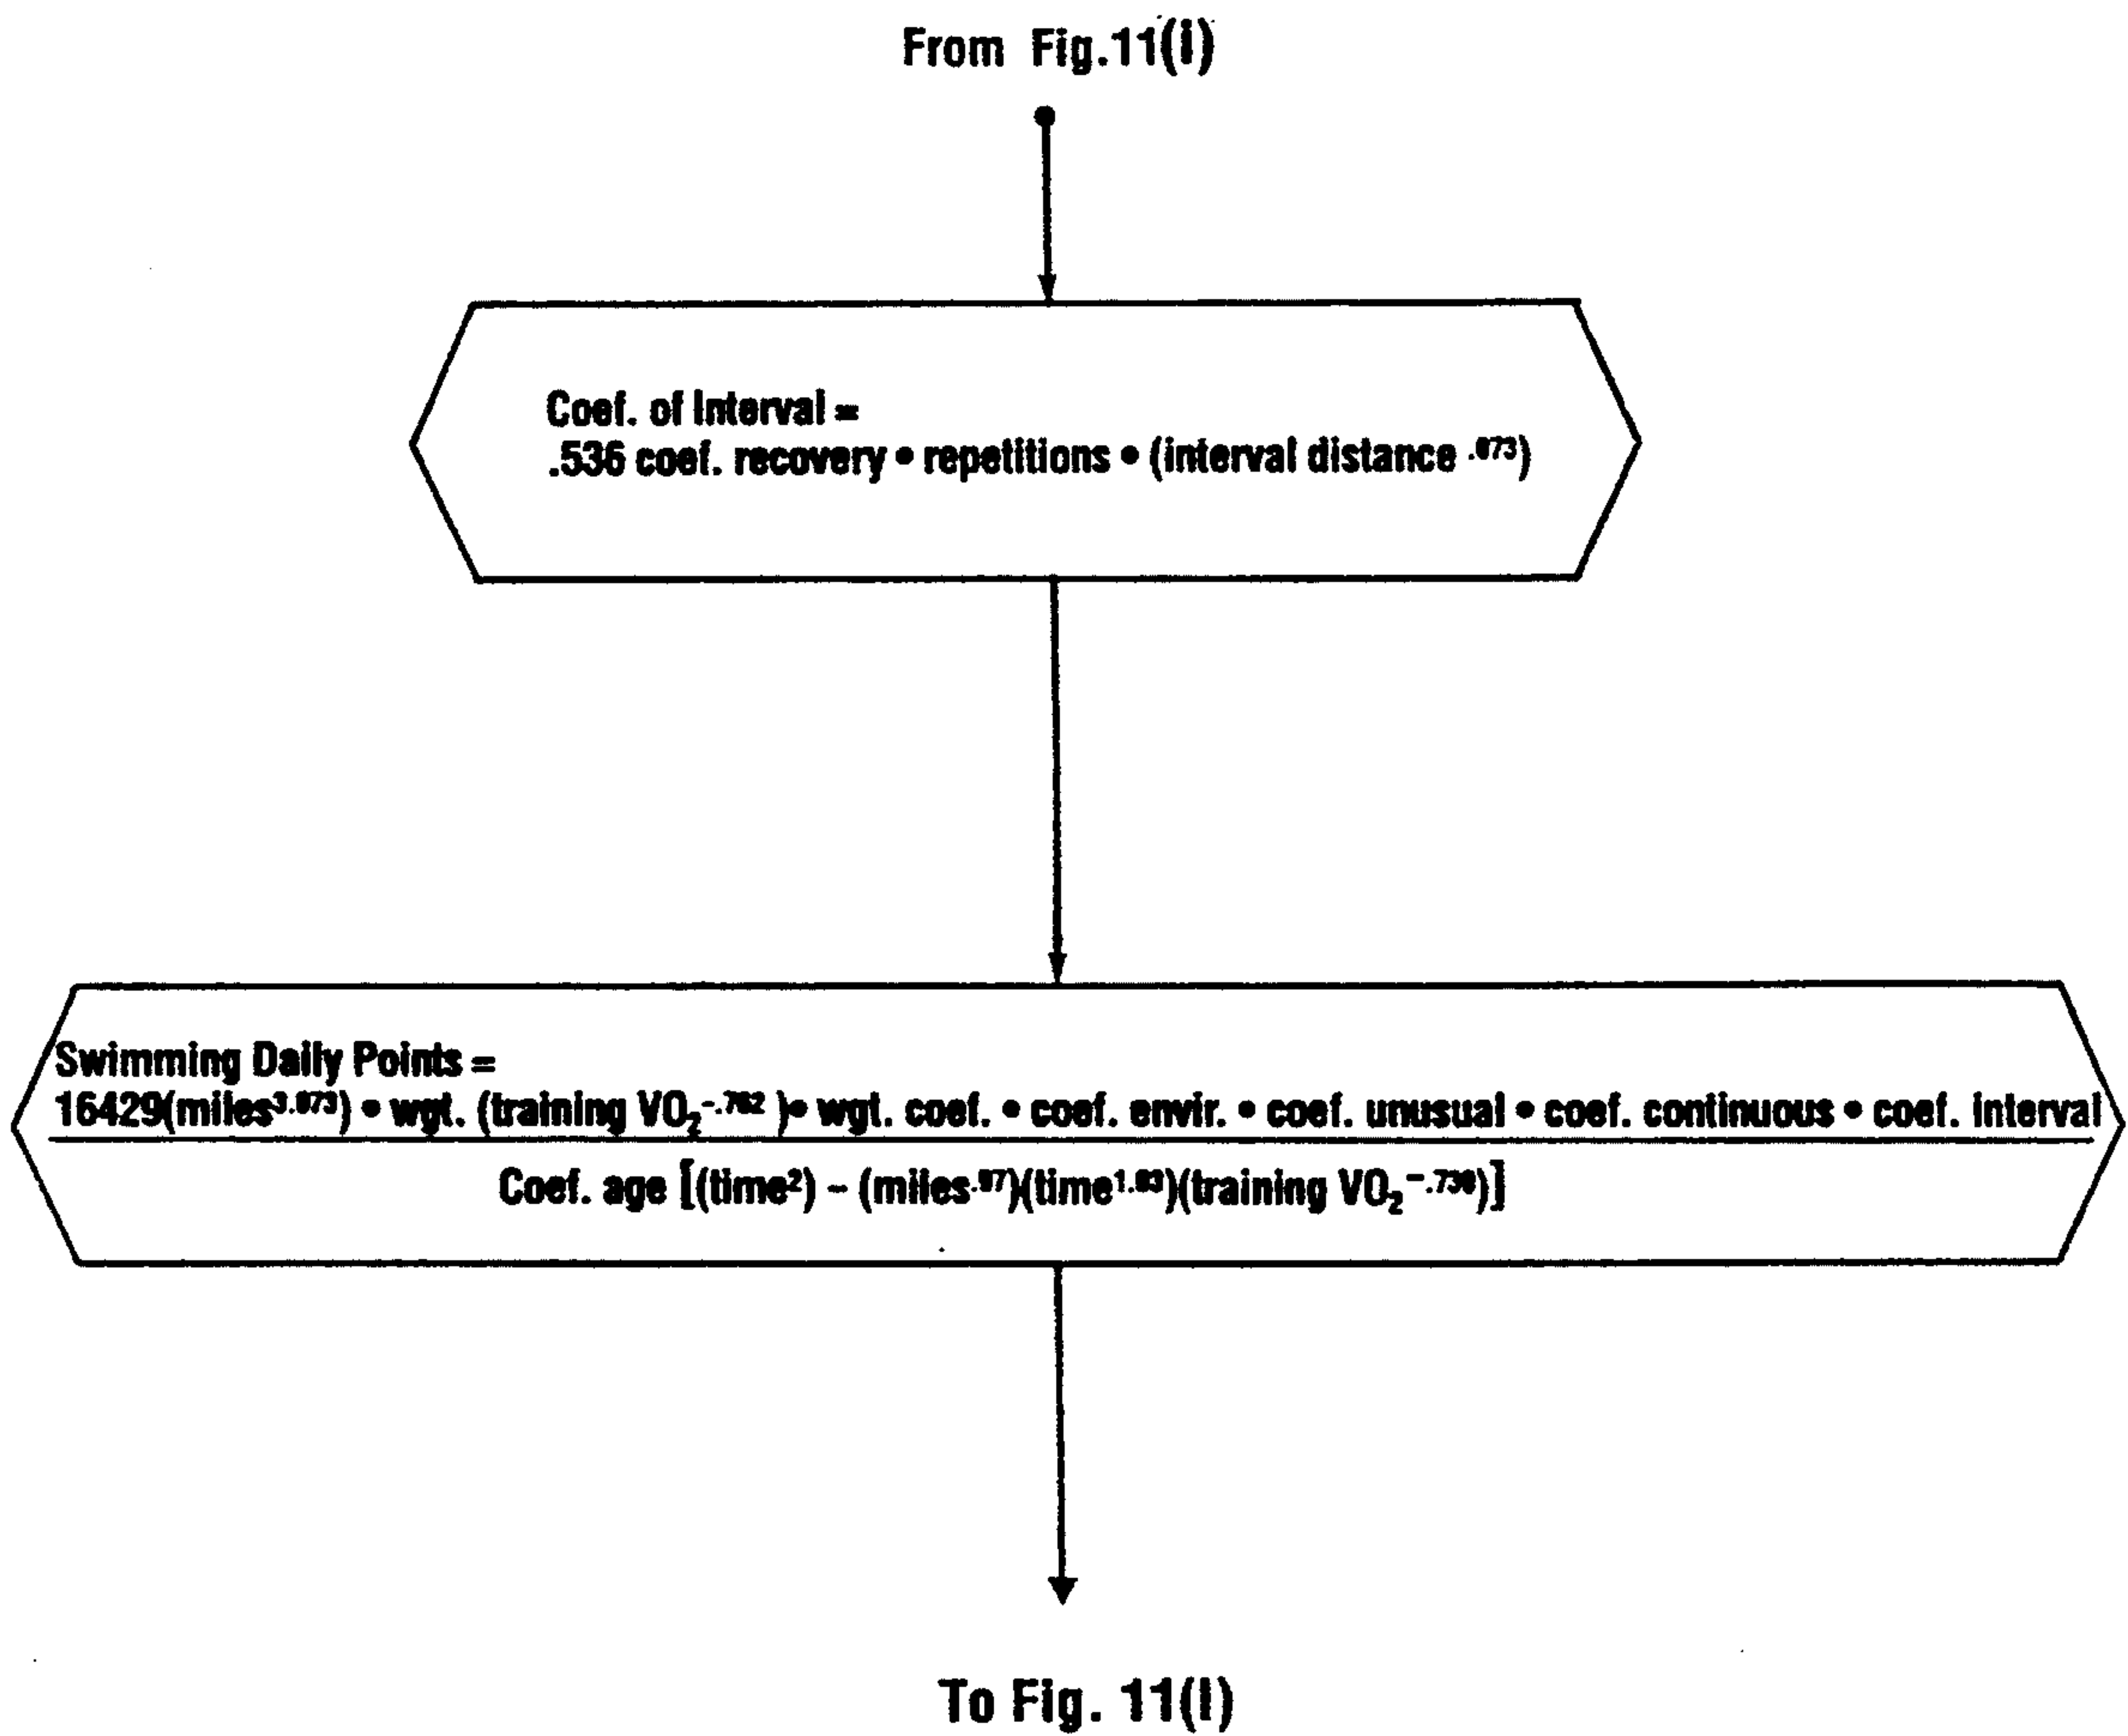 From Fig.11(i)
Coef. of Interval =
.536 coef. recovery • repetitions • (interval distance .073)
Swimming Daily Points =
16429(miles3.073) • wgt. (training VO2-.762 )• wgt. coef. • coef. envir. • coef. unusual • coef. continuous • coef. interval
Coef. age [(time2) – (miles.97)(time1.03)(training VO2–.730)]
To Fig. 11(l)